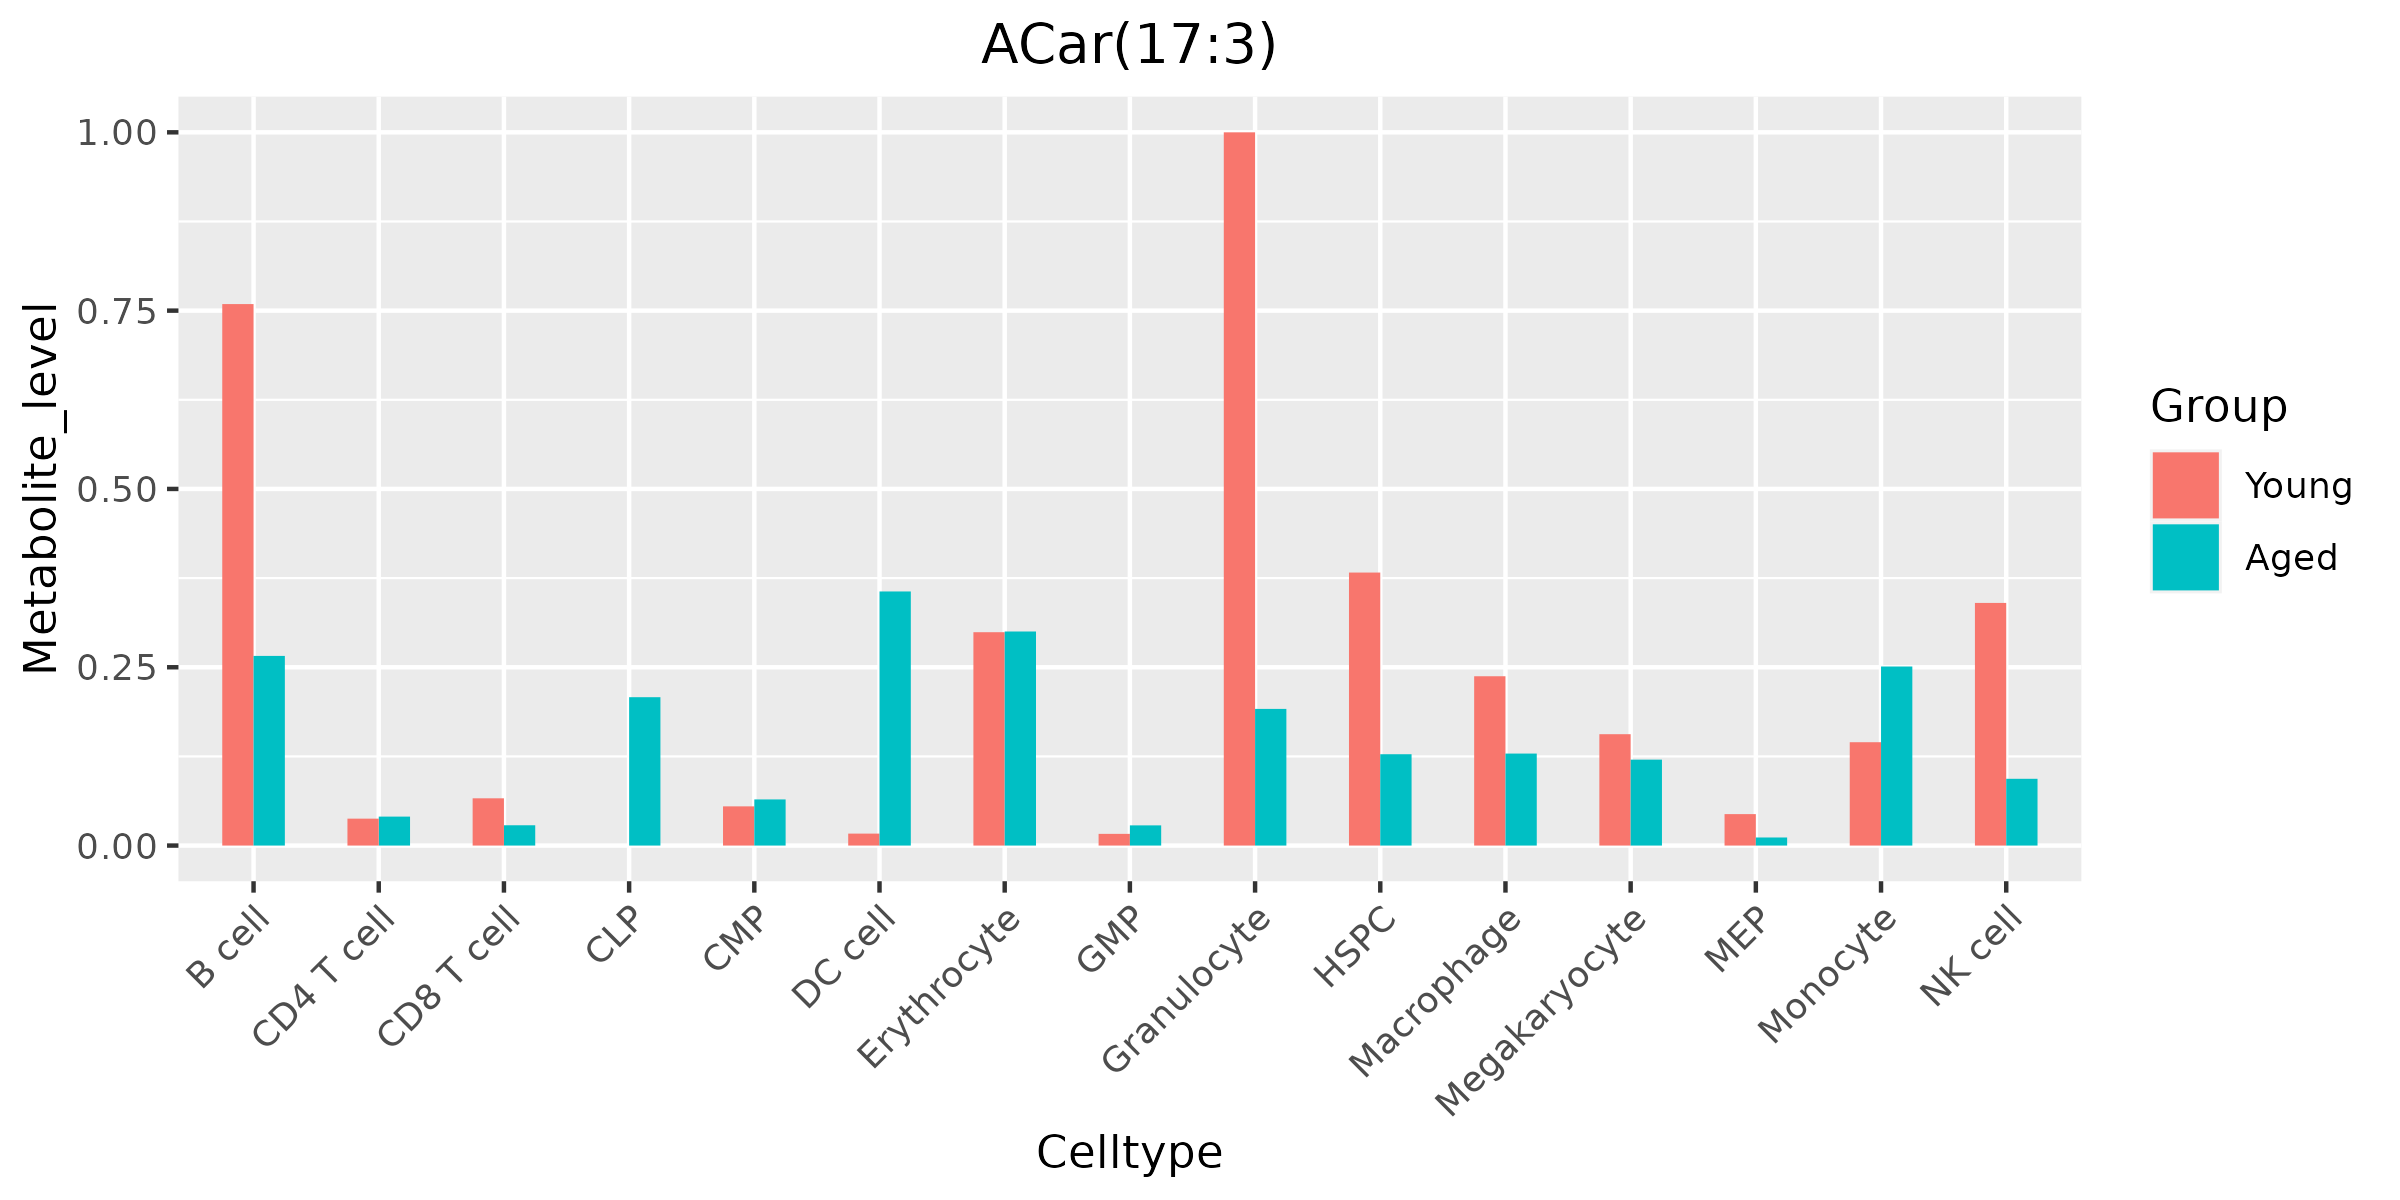 ACar(17:3)
Metabolite_level
1.00
0.75
0.50
0.25
0.00
B cell
CD4 T cell
CD8 T cell
CLP
CMP
DC cell
Erythrocyte
GMP
Granulocyte
HSPC
Macrophage
Megakaryocyte
MEP
Monocyte
NK cell
Celltype
Group
Young
Aged